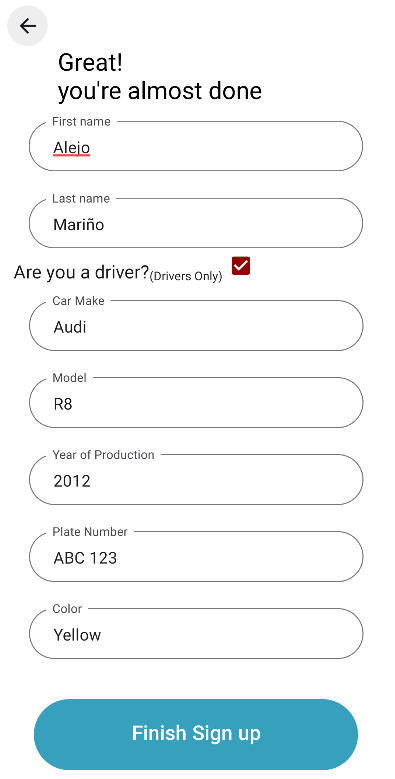 Great!
you're almost done
First name
Alejo
Last name
Mariño
Are you a driver?(Drivers Only)
Car Make
Audi
Model
R8
Year of Production
2012
Plate Number
ABC 123
Color
Yellow
Finish Sign up